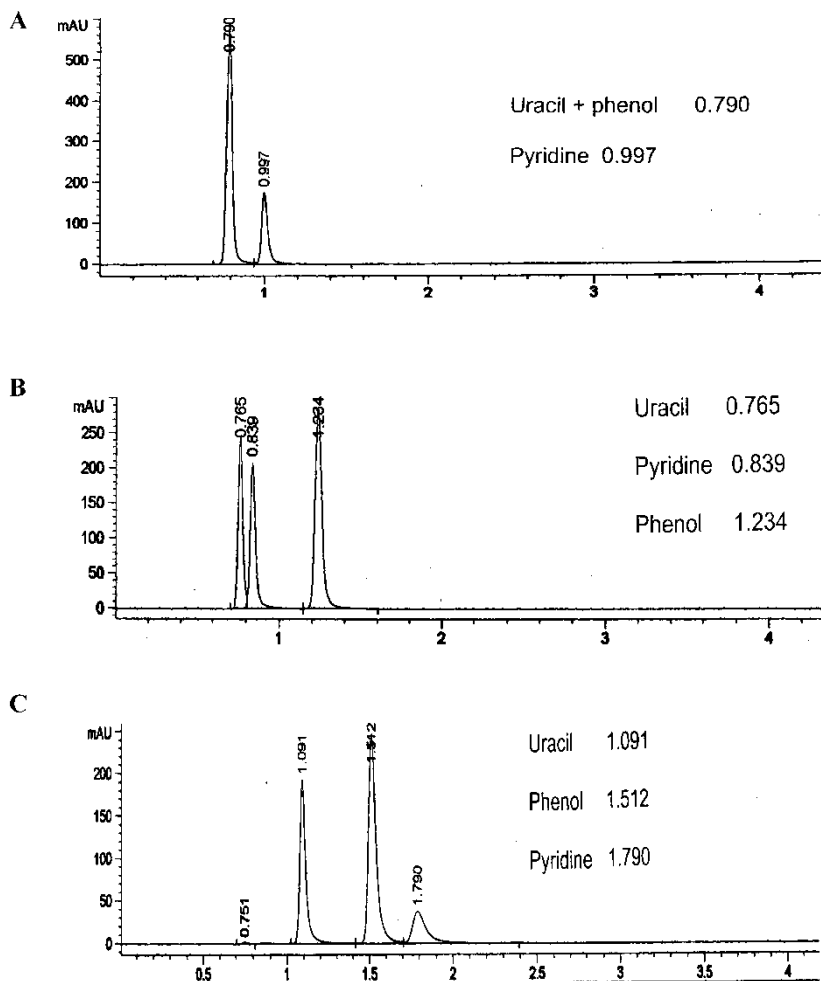 A
mAU
500
400
300
200
100
0
0.790
0.997
Uracil + phenol 0.790
Pyridine 0.997
1 2 3 4
B
mAU
250
200
150
100
50
0
0.765
0.839
1.234
Uracil 0.765
Pyridine 0.839
Phenol 1.234
1 2 3 4
C
mAU
200
150
100
50
0
0.751
1.091
1.512
1.790
Uracil 1.091
Phenol 1.512
Pyridine 1.790
0.5 1 1.5 2 2.5 3 3.5 4